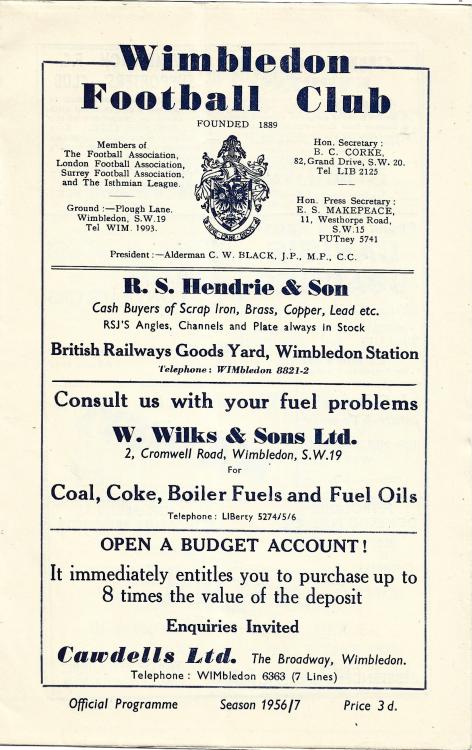 Wimbledon
Football Club
FOUNDED 1889
Members of
The Football Association,
London Football Association,
Surrey Football Association,
and The Isthmian League.
Ground :—Plough Lane.
Wimbledon, S.W.19
Tel WIM. 1993.
Hon. Secretary :
B. C. CORKE,
82, Grand Drive, S.W. 20.
Tel LIB 2125
Hon. Press Secretary :
E. S. MAKEPEACE,
11, Westhorpe Road,
S.W.15
PUTney 5741
President :—Alderman C. W. BLACK, J.P., M.P., C.C.
R. S. Hendrie & Son
Cash Buyers of Scrap Iron, Brass, Copper, Lead etc.
RSJ'S Angles, Channels and Plate always in Stock
British Railways Goods Yard, Wimbledon Station
Telephone : WIMbledon 8821-2
Consult us with your fuel problems
W. Wilks & Sons Ltd.
2, Cromwell Road, Wimbledon, S.W.19
For
Coal, Coke, Boiler Fuels and Fuel Oils
Telephone : LIBerty 5274/5/6
OPEN A BUDGET ACCOUNT !
It immediately entitles you to purchase up to
8 times the value of the deposit
Enquiries Invited
Cawdells Ltd. The Broadway, Wimbledon.
Telephone : WIMbledon 6363 (7 Lines)
Official Programme Season 1956/7 Price 3d.